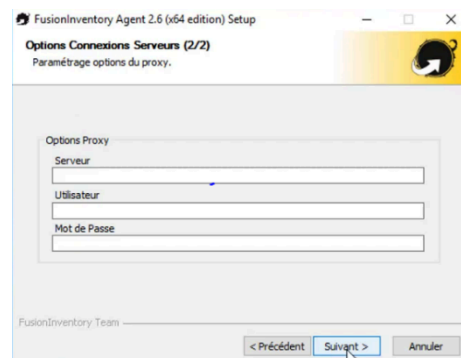 FusionInventory Agent 2.6 (x64 edition) Setup
Options Connexions Serveurs (2/2)
Paramétrage options du proxy.
Options Proxy
Serveur
Utilisateur
Mot de Passe
FusionInventory Team
< Précédent Suivant > Annuler